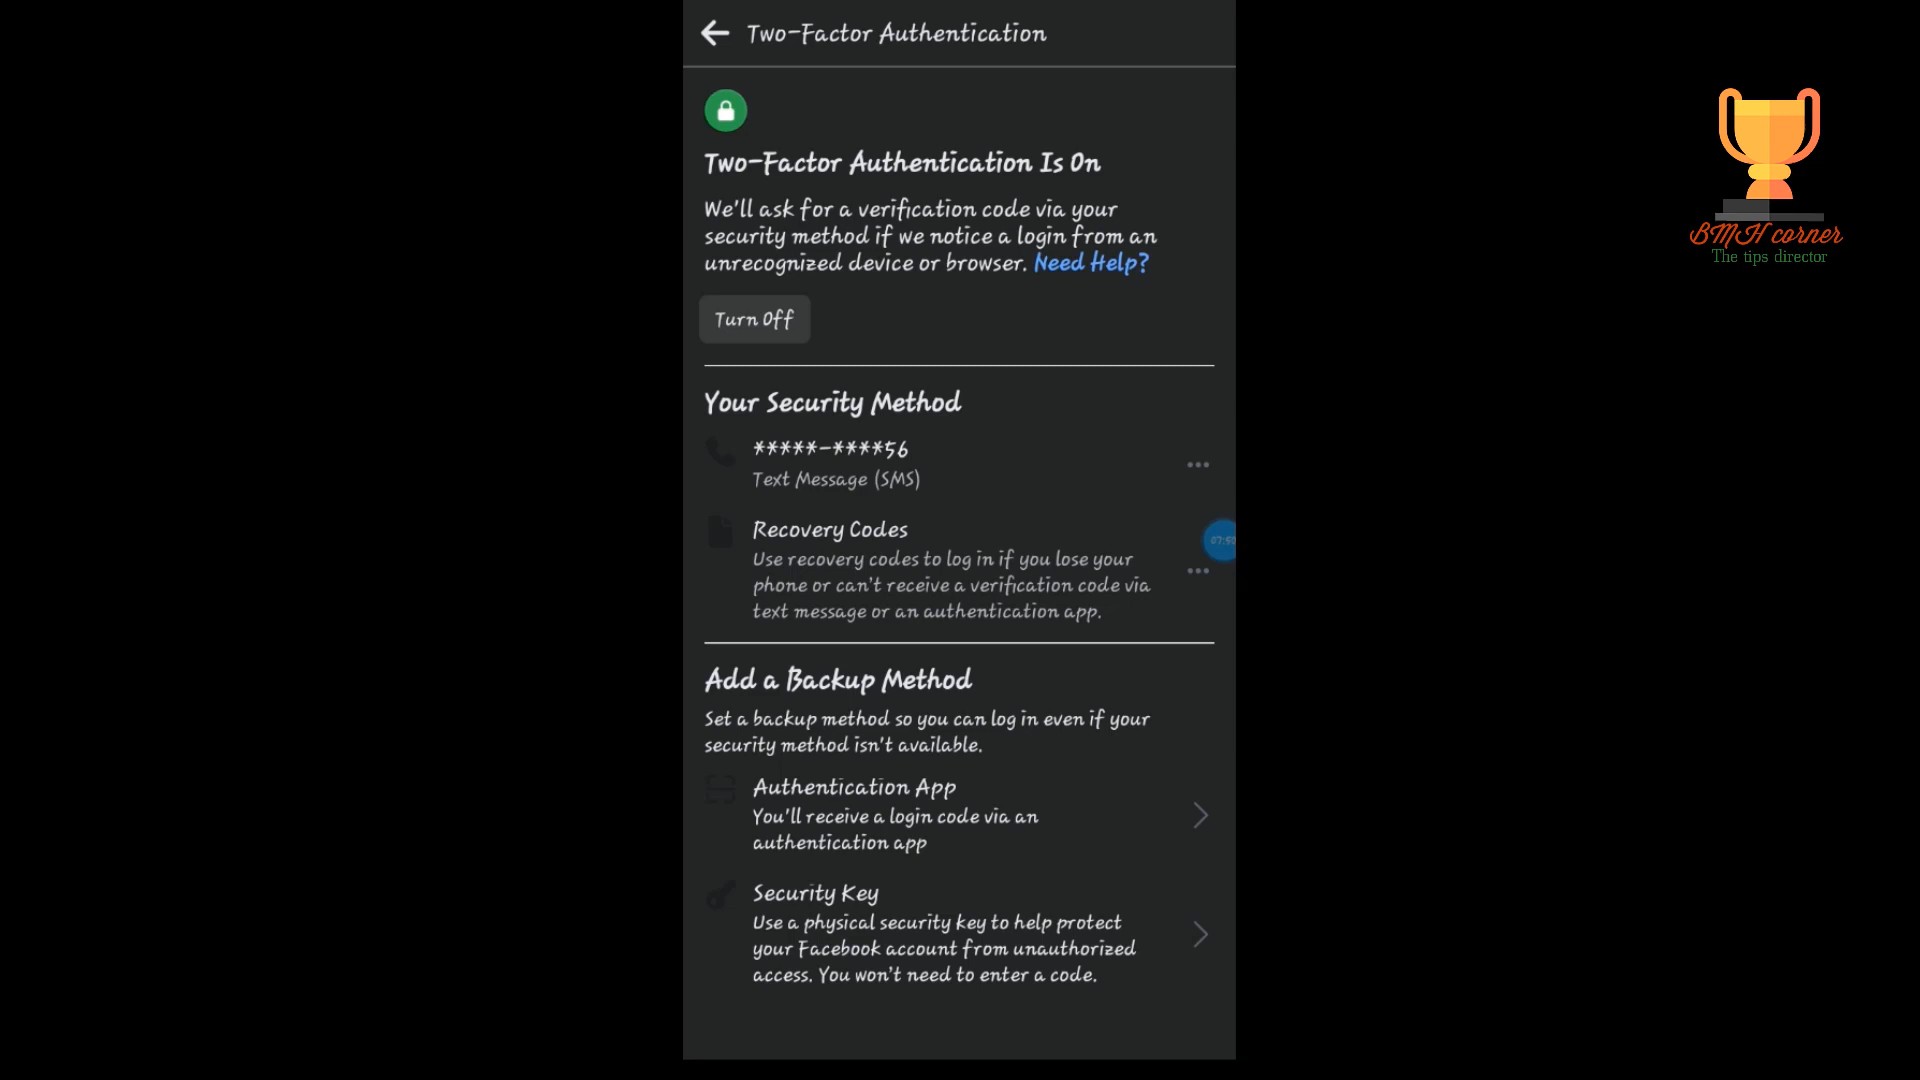 Two-Factor Authentication
Two-Factor Authentication Is On
We'll ask for a verification code via your
security method if we notice a login from an
unrecognized device or browser. Need Help?
Turn Off
Your Security Method
*****-****56
Text Message (SMS)
Recovery Codes
Use recovery codes to log in if you lose your
phone or can't receive a verification code via
text message or an authentication app.
07:50
Add a Backup Method
Set a backup method so you can log in even if your
security method isn't available.
Authentication App
You'll receive a login code via an
authentication app
Security Key
Use a physical security key to help protect
your Facebook account from unauthorized
access. You won't need to enter a code.
BMH corner
The tips director